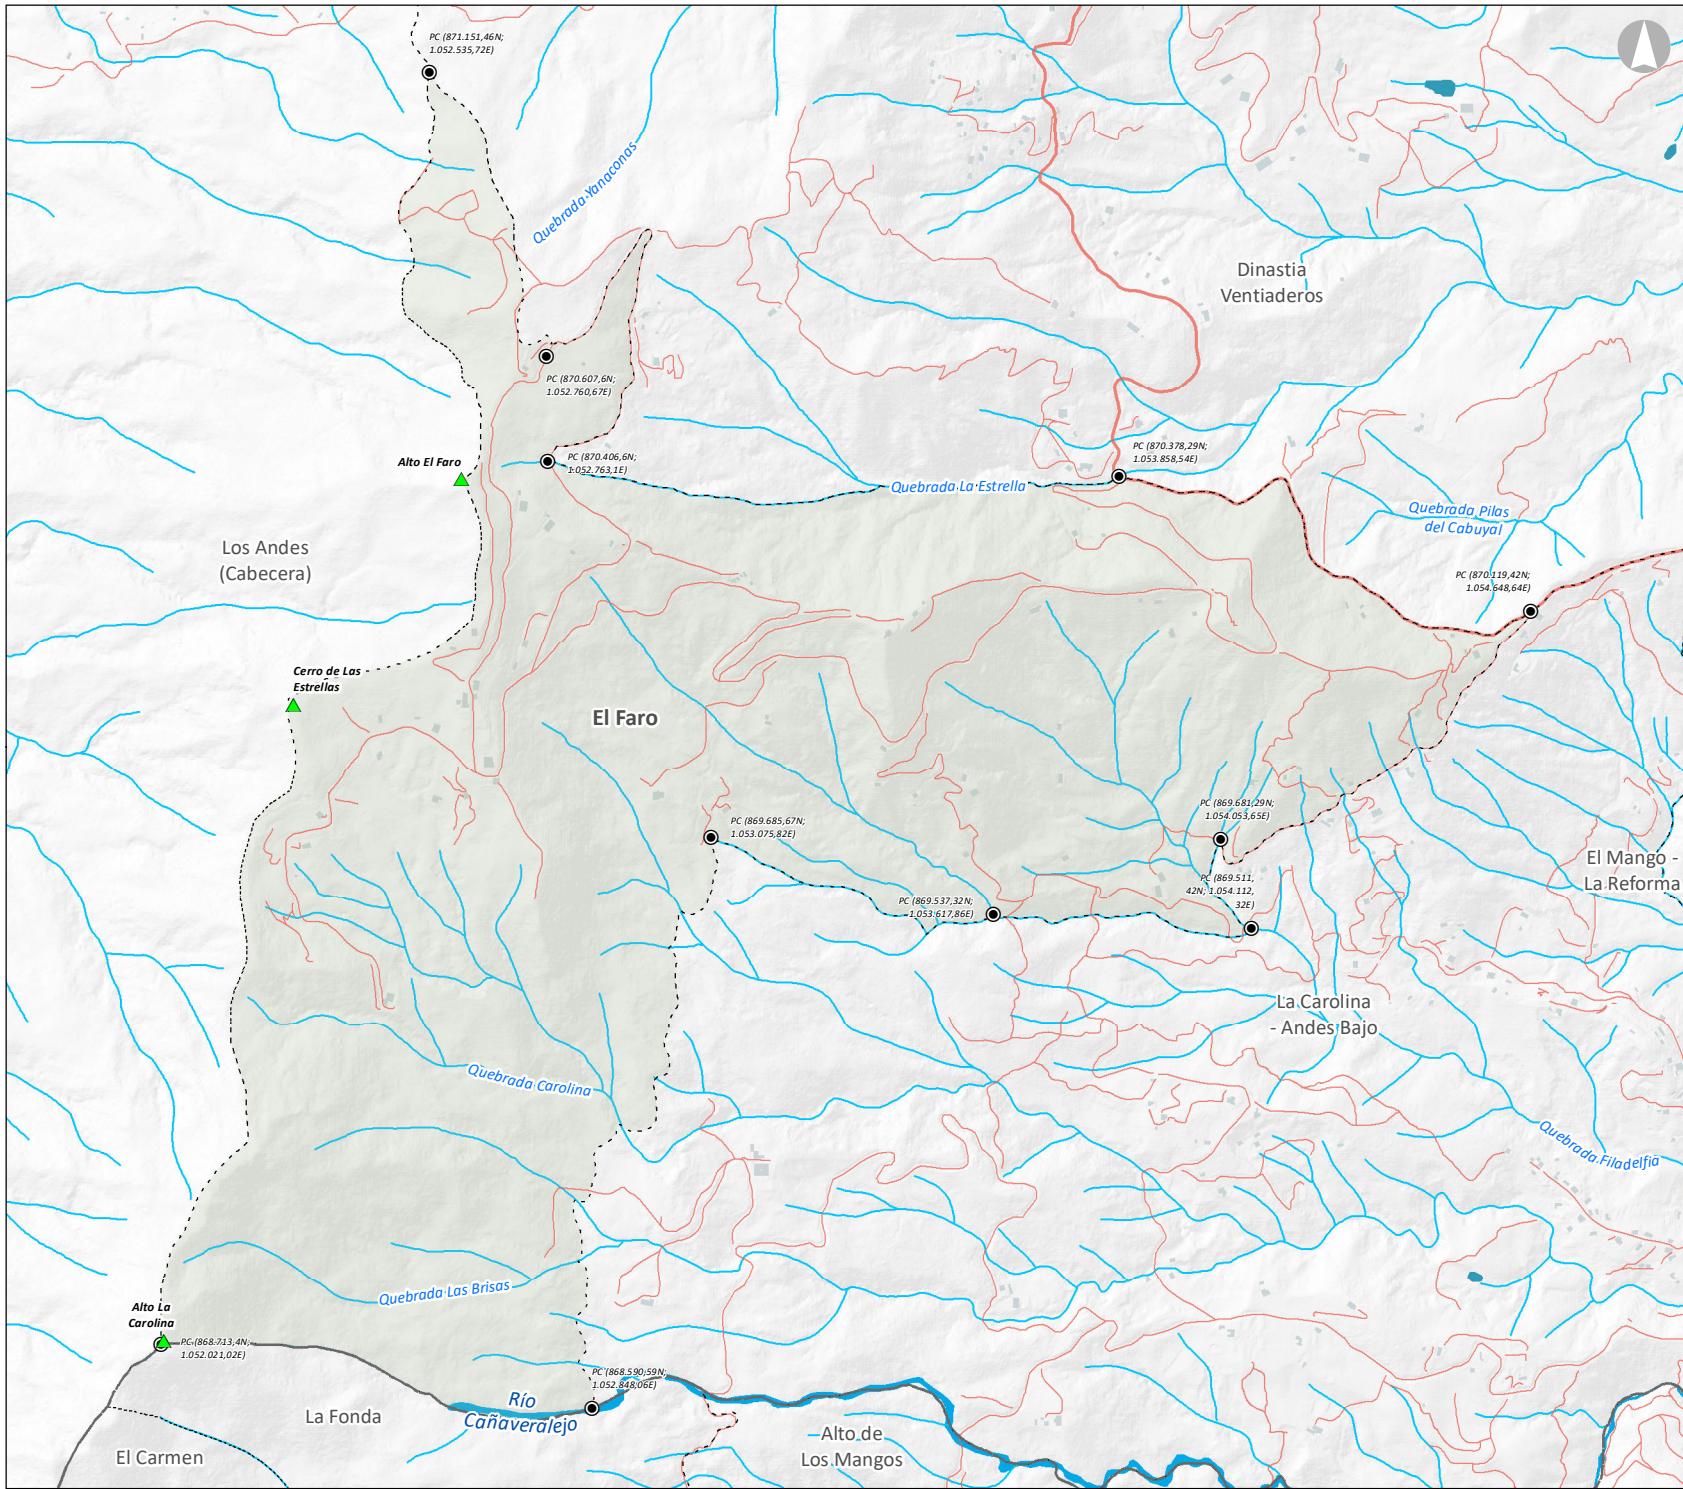 PC (871.151,46N;
1.052.535,72E)
Quebrada Yanaconas
Dinastia
Ventiaderos
PC (870.607,6N;
1.052.760,67E)
Alto El Faro
PC (870.406,6N;
1.052.763,1E)
PC (870.378,29N;
1.053.858,54E)
Quebrada La Estrella
Quebrada Pilas
del Cabuyal
Los Andes
(Cabecera)
PC (870.119,42N;
1.054.648,64E)
Cerro de Las
Estrellas
El Faro
PC (869.685,67N;
1.053.075,82E)
PC (869.681,29N;
1.054.053,65E)
El Mango -
La Reforma
PC (869.511,
42N; 1.054.112,
32E)
PC (869.537,32N;
1.053.617,86E)
La Carolina
- Andes Bajo
Quebrada Carolina
Quebrada Filadelfia
Quebrada Las Brisas
Alto La
Carolina
PC (868.713,4N;
1.052.021,02E)
PC (868.590,59N;
1.052.848,06E)
Río
Cañaveralejo
La Fonda
Alto de
Los Mangos
El Carmen